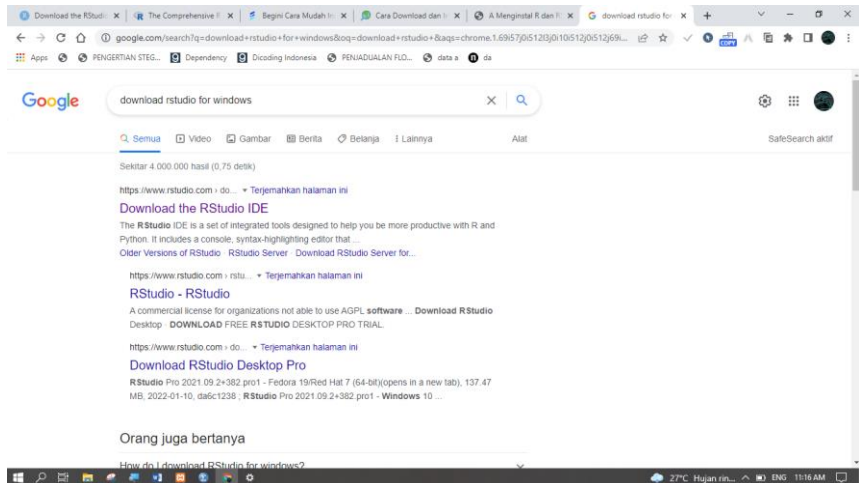 Download the RStudi
The Comprehensive R
Begini Cara Mudah In
Cara Download dan I
A Menginstal R dan R
download rstudio for
google.com/search?q=download+rstudio+for+windows&oq=download+rstudio+&aqs=chrome.1.69i57j0i512l3j0i10i512j0i512j69i...
Apps
PENGERTIAN STEG...
Dependency
Dicoding Indonesia
PENJADUALAN FLO...
data a
da
COPY
Google
download rstudio for windows
Semua
Video
Gambar
Berita
Belanja
Lainnya
Alat
SafeSearch aktif
Sekitar 4.000.000 hasil (0,75 detik)
https://www.rstudio.com › do... Terjemahkan halaman ini
Download the RStudio IDE
The RStudio IDE is a set of integrated tools designed to help you be more productive with R and
Python. It includes a console, syntax-highlighting editor that ...
Older Versions of RStudio · RStudio Server · Download RStudio Server for...
https://www.rstudio.com › rstu... Terjemahkan halaman ini
RStudio - RStudio
A commercial license for organizations not able to use AGPL software ... Download RStudio
Desktop · DOWNLOAD FREE RSTUDIO DESKTOP PRO TRIAL.
https://www.rstudio.com › do... Terjemahkan halaman ini
Download RStudio Desktop Pro
RStudio Pro 2021.09.2+382.pro1 - Fedora 19/Red Hat 7 (64-bit)(opens in a new tab), 137.47
MB, 2022-01-10, da6c1238 ; RStudio Pro 2021.09.2+382.pro1 - Windows 10 ...
Orang juga bertanya
How do I download RStudio for windows?
27°C Hujan rin...
ENG
11:16 AM